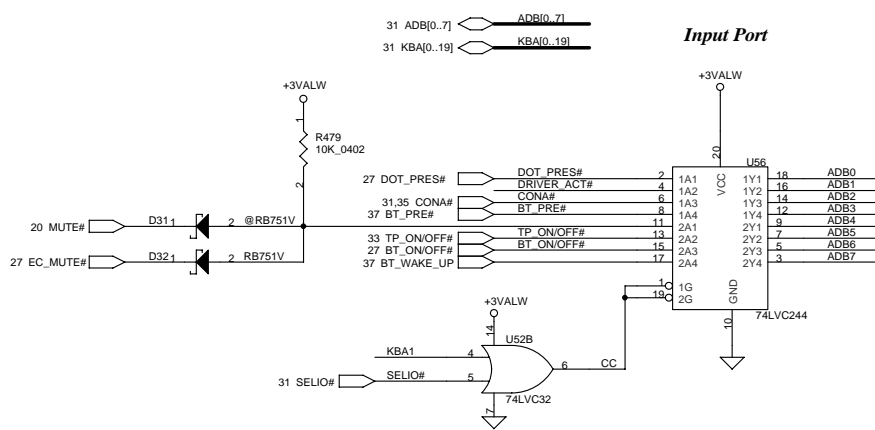 31 ADB[0..7] ADB[0..7]
31 KBA[0..19] KBA[0..19]
Input Port
+3VALW
+3VALW
1
R479
10K_0402
2
20
U56
VCC
27 DOT_PRES# DOT_PRES# 2 1A1 1Y1 18 ADB0
DRIVER_ACT# 4 1A2 1Y2 16 ADB1
31,35 CONA# CONA# 6 1A3 1Y3 14 ADB2
37 BT_PRE# BT_PRE# 8 1A4 1Y4 12 ADB3
20 MUTE# D31 1 2 @RB751V 11 2A1 2Y1 9 ADB4
33 TP_ON/OFF# TP_ON/OFF# 13 2A2 2Y2 7 ADB5
27 BT_ON/OFF# BT_ON/OFF# 15 2A3 2Y3 5 ADB6
27 EC_MUTE# D32 1 2 RB751V 37 BT_WAKE_UP 17 2A4 2Y4 3 ADB7
1 1G
19 2G
GND
10
74LVC244
+3VALW
14
U52B
KBA1 4
6 CC
31 SELIO# SELIO# 5
74LVC32
7